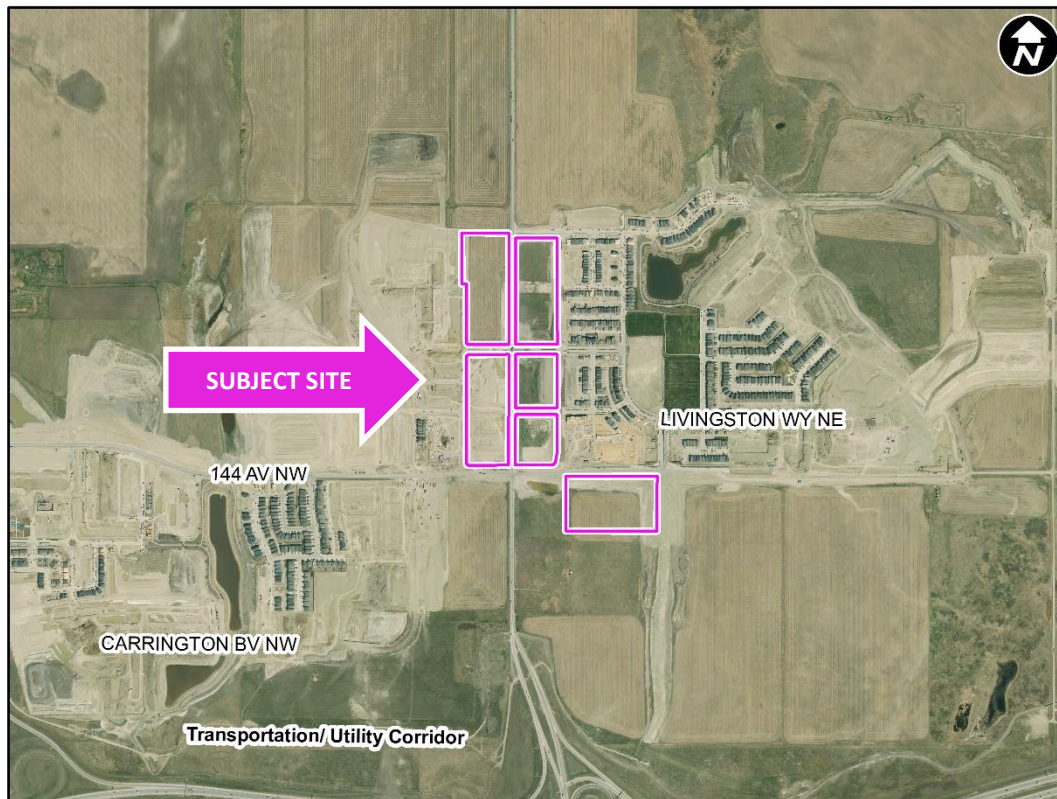 N
SUBJECT SITE
LIVINGSTON WY NE
144 AV NW
CARRINGTON BV NW
Transportation/ Utility Corridor